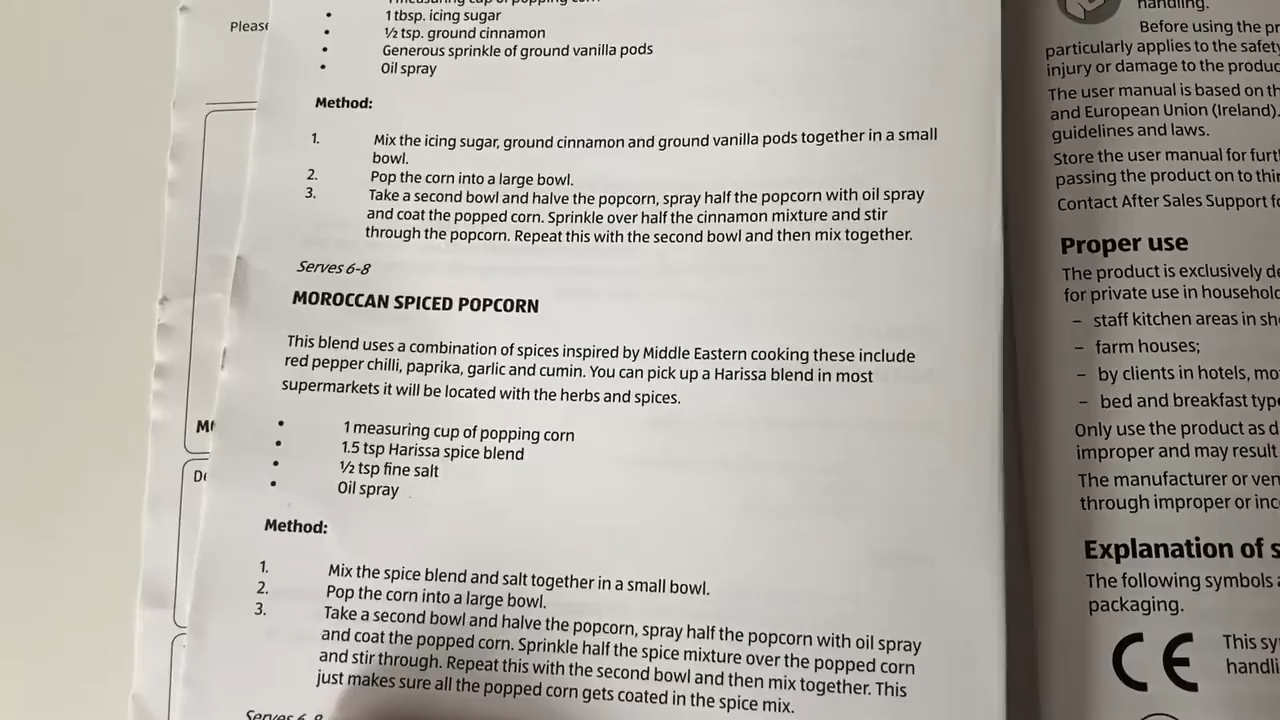 Please
1 measuring cup of popping corn
• 1 tbsp. icing sugar
• ½ tsp. ground cinnamon
• Generous sprinkle of ground vanilla pods
• Oil spray
Method:
1. Mix the icing sugar, ground cinnamon and ground vanilla pods together in a small
bowl.
2. Pop the corn into a large bowl.
3. Take a second bowl and halve the popcorn, spray half the popcorn with oil spray
and coat the popped corn. Sprinkle over half the cinnamon mixture and stir
through the popcorn. Repeat this with the second bowl and then mix together.
Serves 6-8
MOROCCAN SPICED POPCORN
This blend uses a combination of spices inspired by Middle Eastern cooking these include
red pepper chilli, paprika, garlic and cumin. You can pick up a Harissa blend in most
supermarkets it will be located with the herbs and spices.
• 1 measuring cup of popping corn
• 1.5 tsp Harissa spice blend
• ½ tsp fine salt
• Oil spray
Method:
1. Mix the spice blend and salt together in a small bowl.
2. Pop the corn into a large bowl.
3. Take a second bowl and halve the popcorn, spray half the popcorn with oil spray
and coat the popped corn. Sprinkle half the spice mixture over the popped corn
and stir through. Repeat this with the second bowl and then mix together. This
just makes sure all the popped corn gets coated in the spice mix.
Serves 6-8
handling.
Before using the
particularly applies to the safety
injury or damage to the
The user manual is based on
and European Union (Ireland).
guidelines and laws.
Store the user manual for
passing the product on to
Contact After Sales Support
Proper use
The product is exclusively
for private use in
– staff kitchen areas in
– farm houses;
– by clients in hotels,
– bed and breakfast
Only use the product as
improper and may result
The manufacturer or
through improper or
Explanation of
The following symbols
packaging.
CE
This